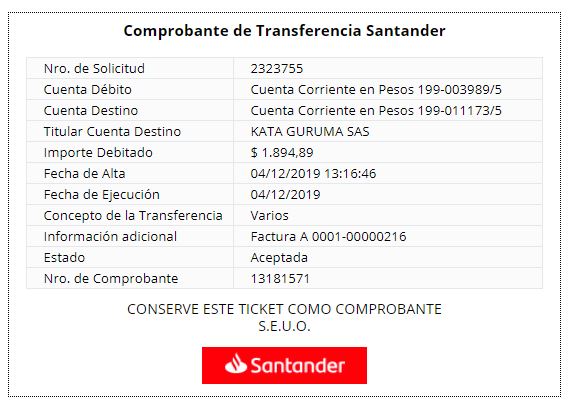 Comprobante de Transferencia Santander
Nro. de Solicitud 2323755
Cuenta Débito Cuenta Corriente en Pesos 199-003989/5
Cuenta Destino Cuenta Corriente en Pesos 199-011173/5
Titular Cuenta Destino KATA GURUMA SAS
Importe Debitado $ 1.894,89
Fecha de Alta 04/12/2019 13:16:46
Fecha de Ejecución 04/12/2019
Concepto de la Transferencia Varios
Información adicional Factura A 0001-00000216
Estado Aceptada
Nro. de Comprobante 13181571
CONSERVE ESTE TICKET COMO COMPROBANTE
S.E.U.O.
Santander